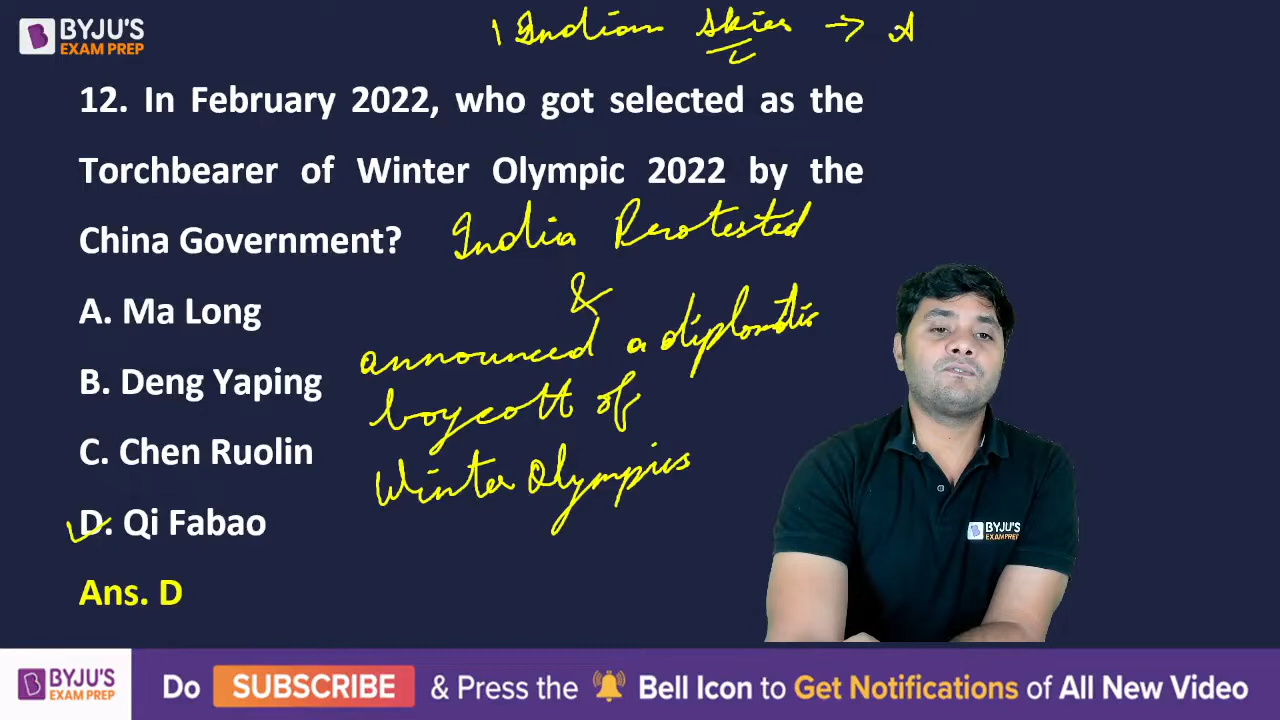 BYJU'S
EXAM PREP
Indian Skies → A
12. In February 2022, who got selected as the
Torchbearer of Winter Olympic 2022 by the
China Government?
India Protested
&
announced a diplomatic
boycott of
Winter Olympics
A. Ma Long
B. Deng Yaping
C. Chen Ruolin
D. Qi Fabao
Ans. D
BYJU'S
EXAM PREP
BYJU'S
EXAM PREP
Do SUBSCRIBE & Press the Bell Icon to Get Notifications of All New Video